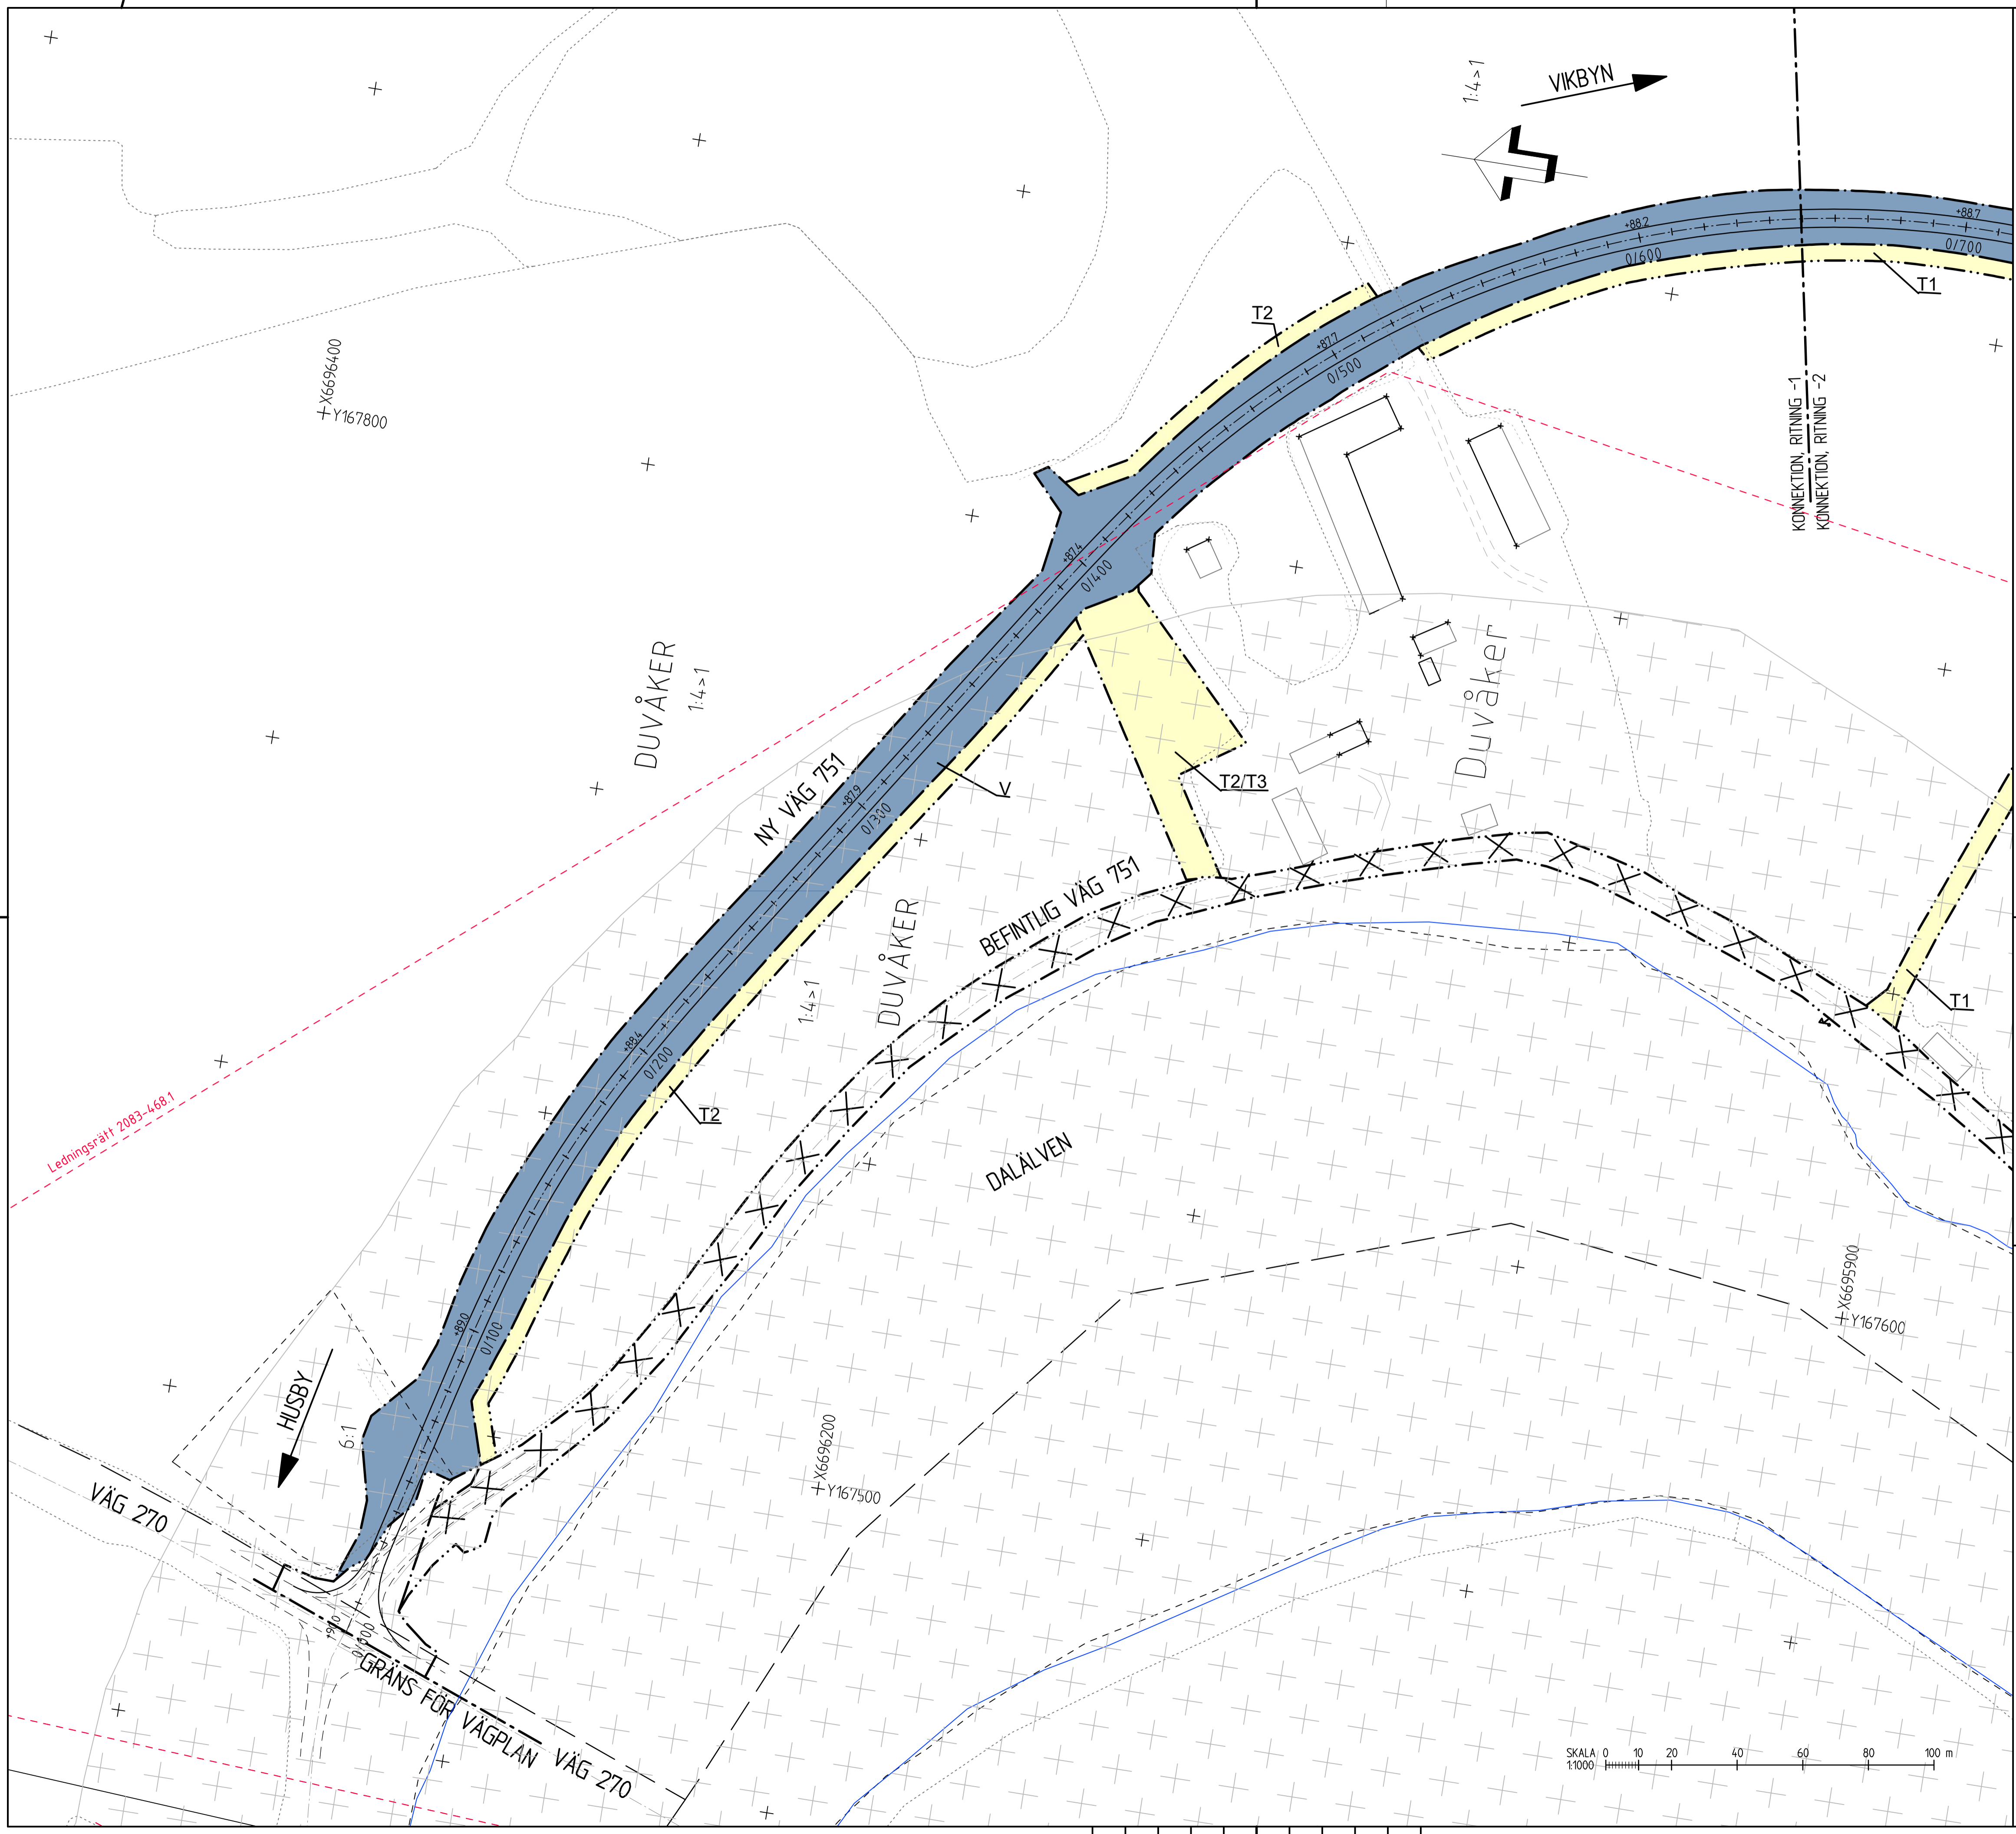 1:4>1
VIKBYN
+88.2
0/600
+88.7
0/700
T1
T2
+87.7
0/500
X6696400
Y167800
KONNEKTION, RITNING -1
KONNEKTION, RITNING -2
+87.4
0/400
DUVÅKER
1:4>1
Duvåker
NY VÄG 751
+87.9
0/300
V
T2/T3
BEFINTLIG VÄG 751
DUVÅKER
1:4>1
T1
+88.4
0/200
T2
Ledningsrätt 2083-468.1
DALÄLVEN
X6695900
Y167600
+89.0
0/100
HUSBY
6:1
X6696200
Y167500
VÄG 270
0/000
GRÄNS FÖR VÄGPLAN
VÄG 270
SKALA 0 10 20 40 60 80 100 m
1:1000